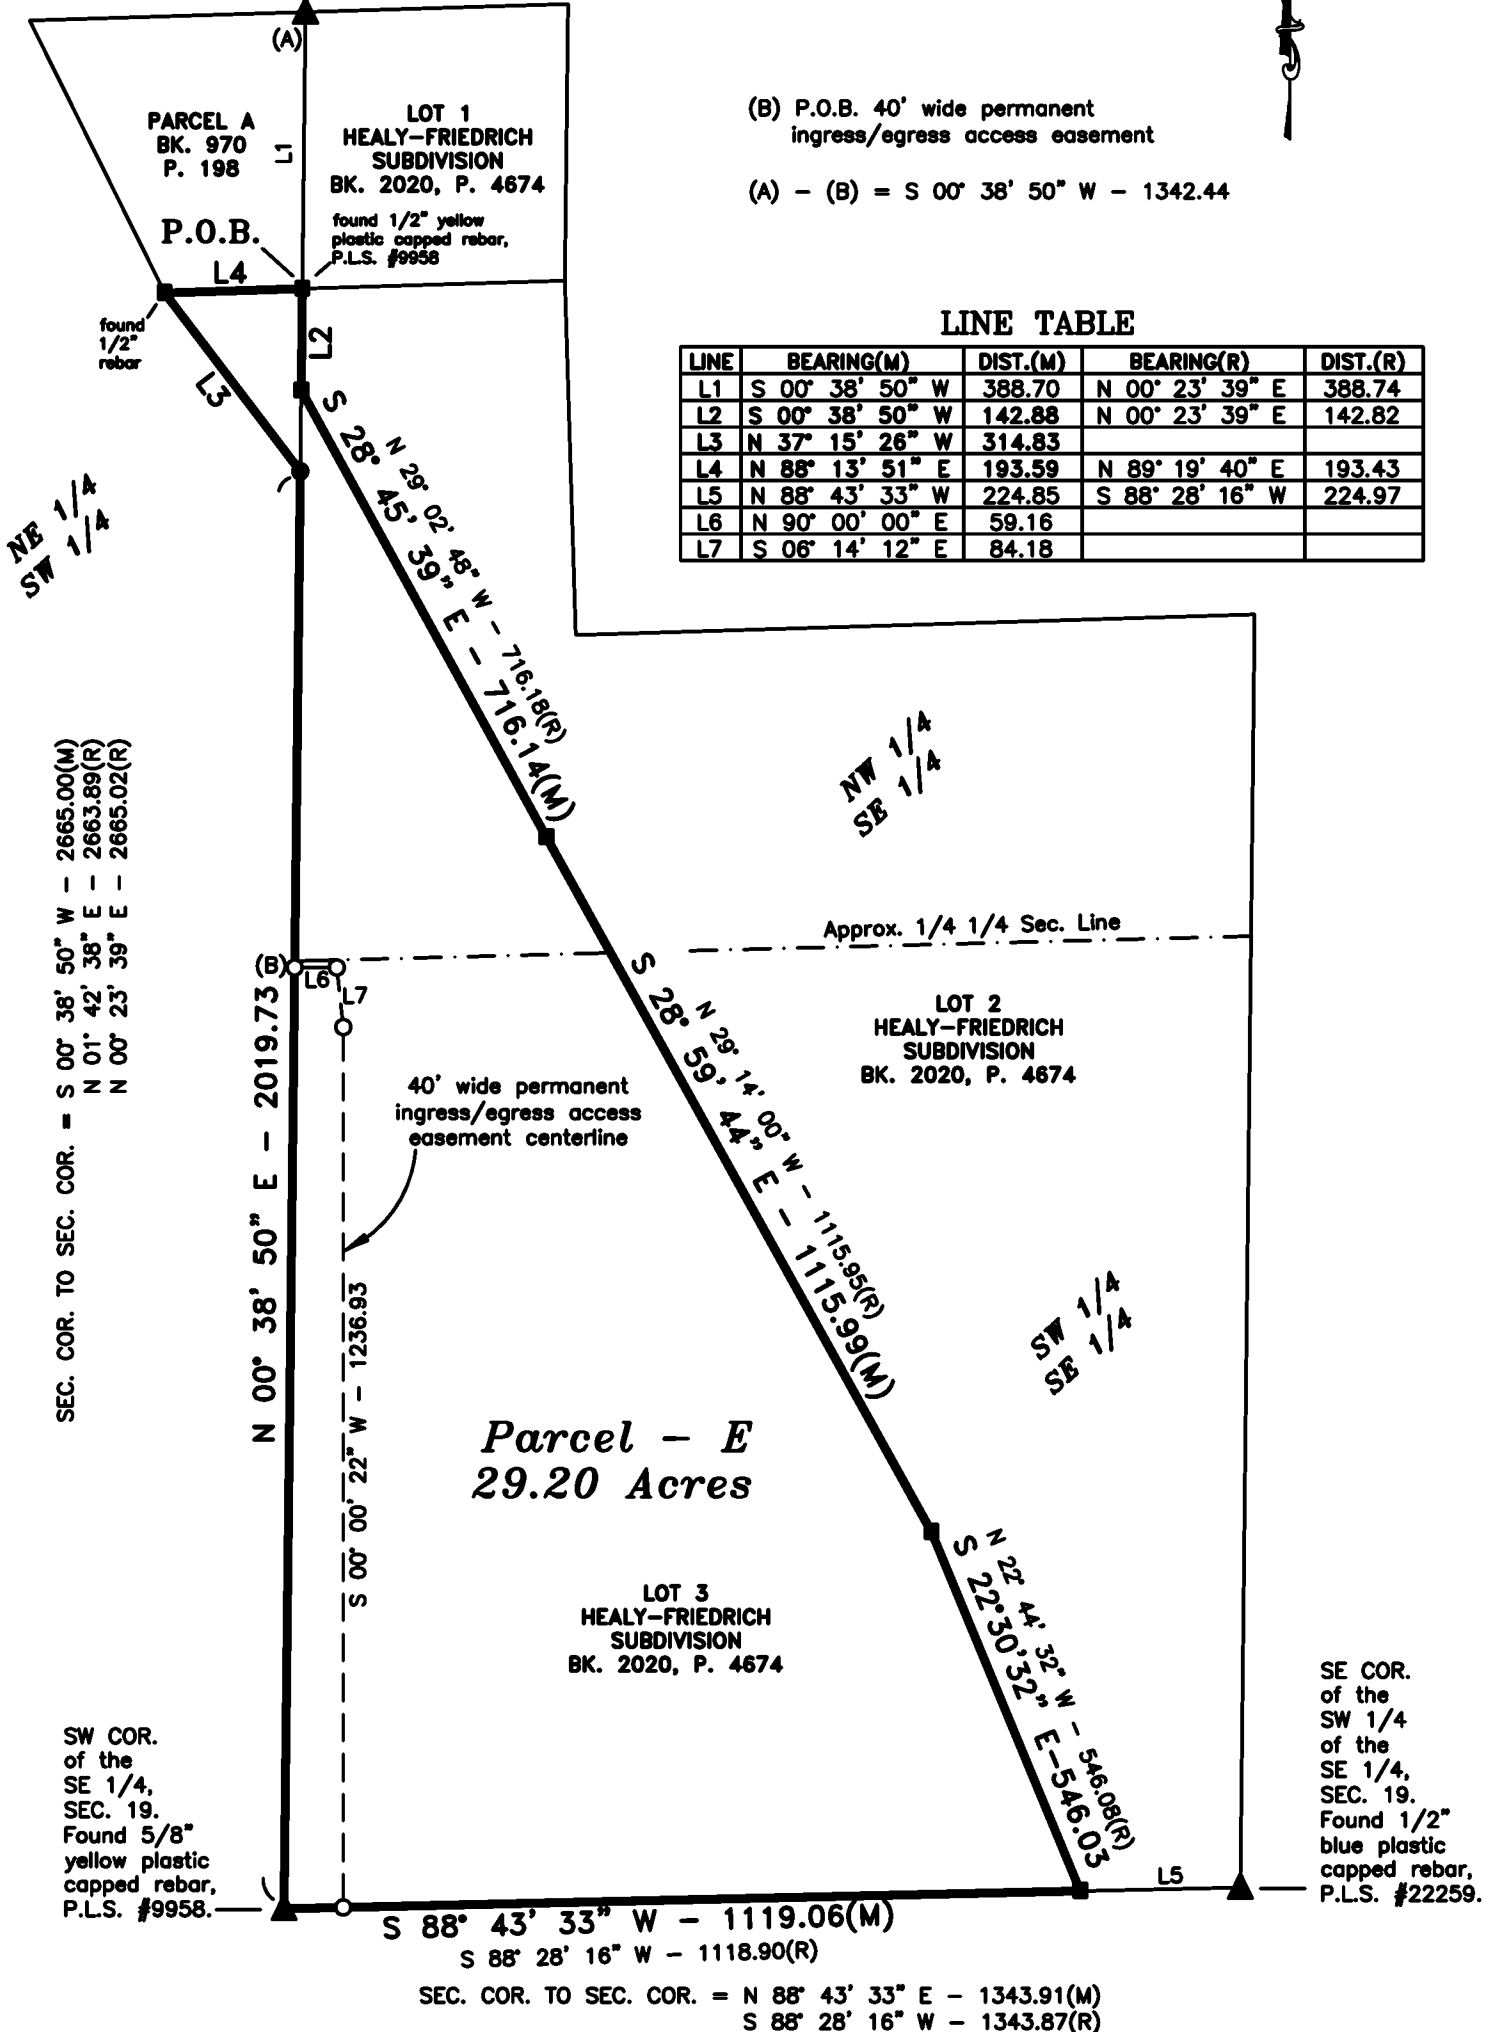 (A)
PARCEL A
BK. 970
P. 198
L1
LOT 1
HEALY-FRIEDRICH
SUBDIVISION
BK. 2020, P. 4674
(B) P.O.B. 40' wide permanent
ingress/egress access easement
(A) - (B) = S 00° 38' 50" W - 1342.44
P.O.B.
found 1/2" yellow
plastic capped rebar,
P.L.S. #9958
L4
found
1/2"
rebar
L2
L3
LINE TABLE
LINE BEARING(M) DIST.(M) BEARING(R) DIST.(R)
L1 S 00° 38' 50" W 388.70 N 00° 23' 39" E 388.74
L2 S 00° 38' 50" W 142.88 N 00° 23' 39" E 142.82
L3 N 37° 15' 26" W 314.83
L4 N 88° 13' 51" E 193.59 N 89° 19' 40" E 193.43
L5 N 88° 43' 33" W 224.85 S 88° 28' 16" W 224.97
L6 N 90° 00' 00" E 59.16
L7 S 06° 14' 12" E 84.18
NE 1/4
SW 1/4
N 29° 02' 48" W - 716.18(R)
S 28° 45' 39" E - 716.14(M)
NW 1/4
SE 1/4
SEC. COR. TO SEC. COR. = S 00° 38' 50" W - 2665.00(M)
N 01° 42' 38" E - 2663.89(R)
N 00° 23' 39" E - 2665.02(R)
Approx. 1/4 1/4 Sec. Line
(B)
L6
L7
N 00° 38' 50" E - 2019.73
LOT 2
HEALY-FRIEDRICH
SUBDIVISION
BK. 2020, P. 4674
40' wide permanent
ingress/egress access
easement centerline
N 29° 14' 00" W - 1115.95(R)
S 28° 59' 44" E - 1115.99(M)
SW 1/4
SE 1/4
S 00° 00' 22" W - 1236.93
Parcel - E
29.20 Acres
LOT 3
HEALY-FRIEDRICH
SUBDIVISION
BK. 2020, P. 4674
N 22° 44' 32" W - 546.08(R)
S 22°30'32" E-546.03
SW COR.
of the
SE 1/4,
SEC. 19.
Found 5/8"
yellow plastic
capped rebar,
P.L.S. #9958.
SE COR.
of the
SW 1/4
of the
SE 1/4,
SEC. 19.
Found 1/2"
blue plastic
capped rebar,
P.L.S. #22259.
L5
S 88° 43' 33" W - 1119.06(M)
S 88° 28' 16" W - 1118.90(R)
SEC. COR. TO SEC. COR. = N 88° 43' 33" E - 1343.91(M)
S 88° 28' 16" W - 1343.87(R)